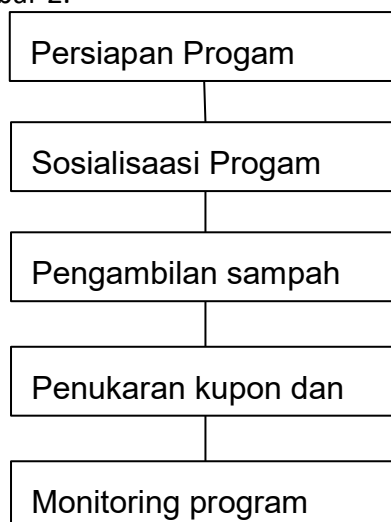 Persiapan Progam
Sosialisaasi Progam
Pengambilan sampah
Penukaran kupon dan
Monitoring program